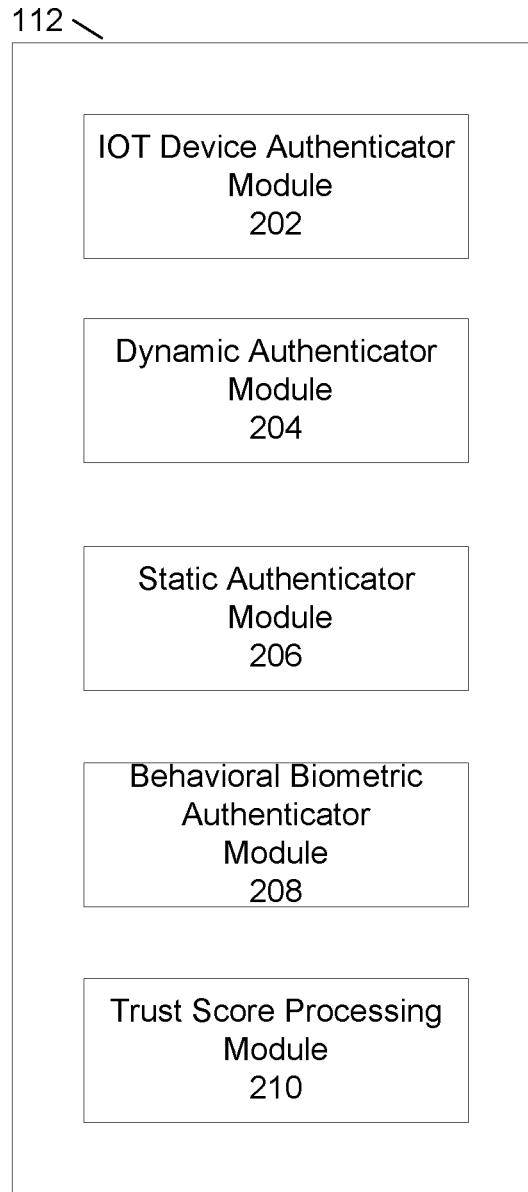 112
IOT Device Authenticator
Module
202
Dynamic Authenticator
Module
204
Static Authenticator
Module
206
Behavioral Biometric
Authenticator
Module
208
Trust Score Processing
Module
210